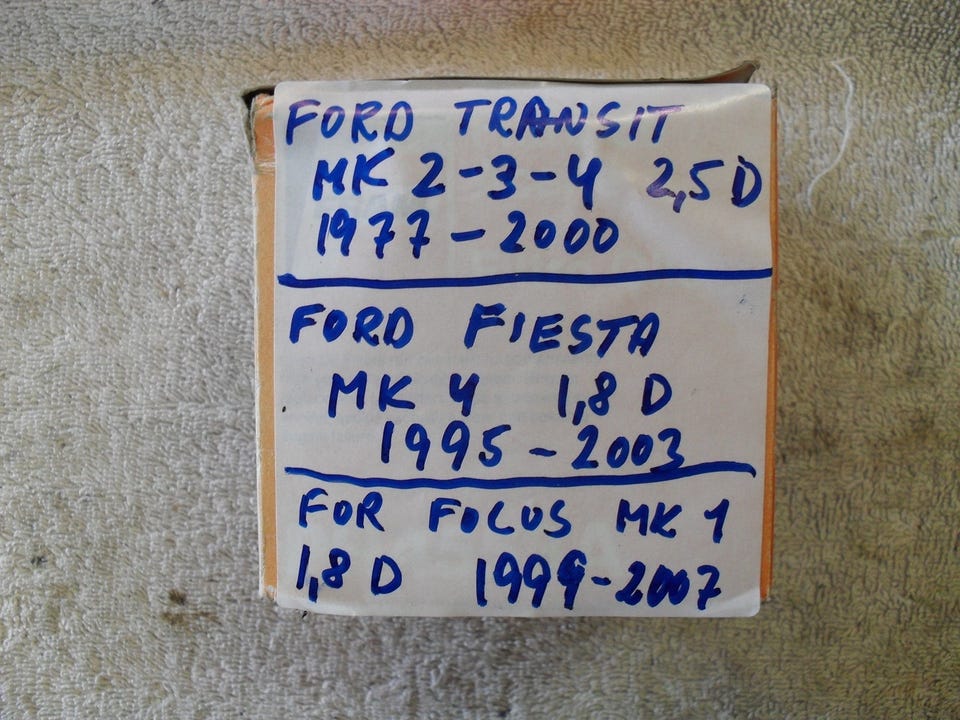 FORD TRANSIT
MK 2-3-4 2,5 D
1977 - 2000
FORD FIESTA
MK 4 1,8 D
1995 - 2003
FOR FOCUS MK 1
1,8 D 1999-2007